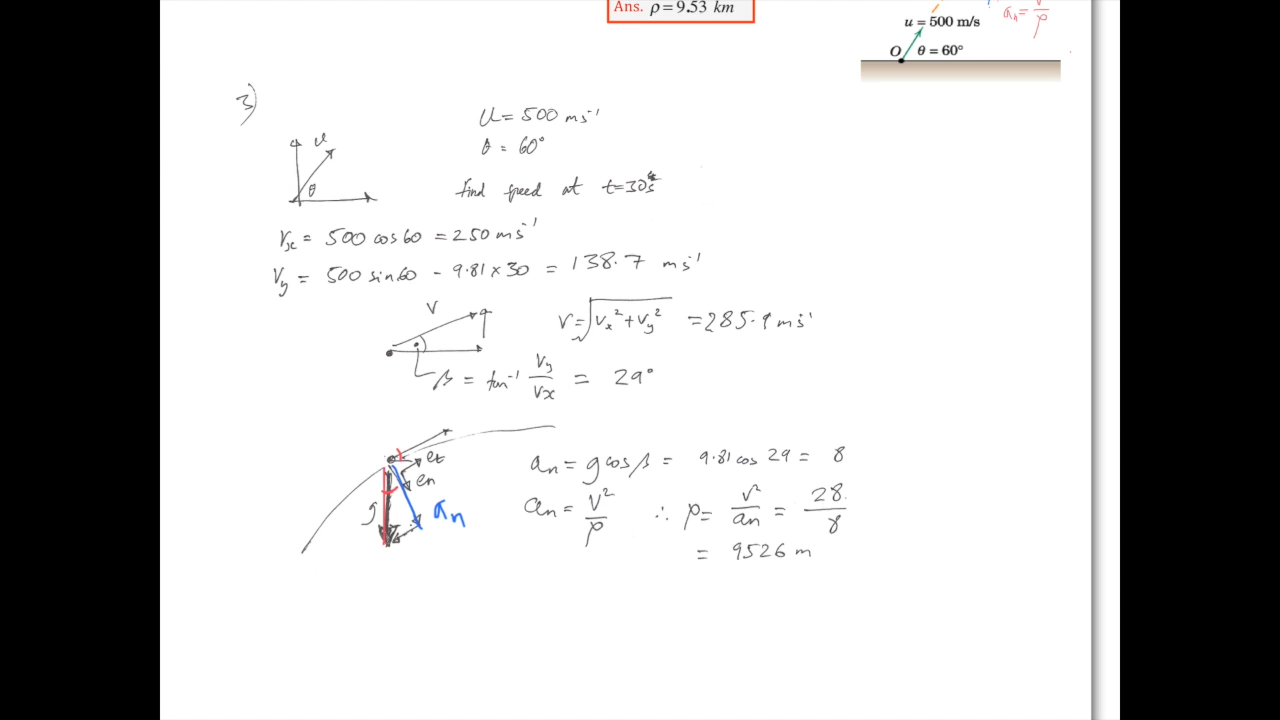 Ans. ρ = 9.53 km
aₙ = V/ρ
u = 500 m/s
O θ = 60°
3)
U = 500 ms⁻¹
u
θ = 60°
θ
find speed at t=30s
Vx = 500 cos 60 = 250 ms⁻¹
Vy = 500 sin 60 - 9.81 × 30 = 138.7 ms⁻¹
V
V = √Vx² + Vy² = 285.9 ms⁻¹
β = tan⁻¹ Vy/Vx = 29°
et
en
g
an
an = g cos β = 9.81 cos 29 = 8
an = V²/ρ ∴ ρ = V²/an = 28./8
= 9526 m